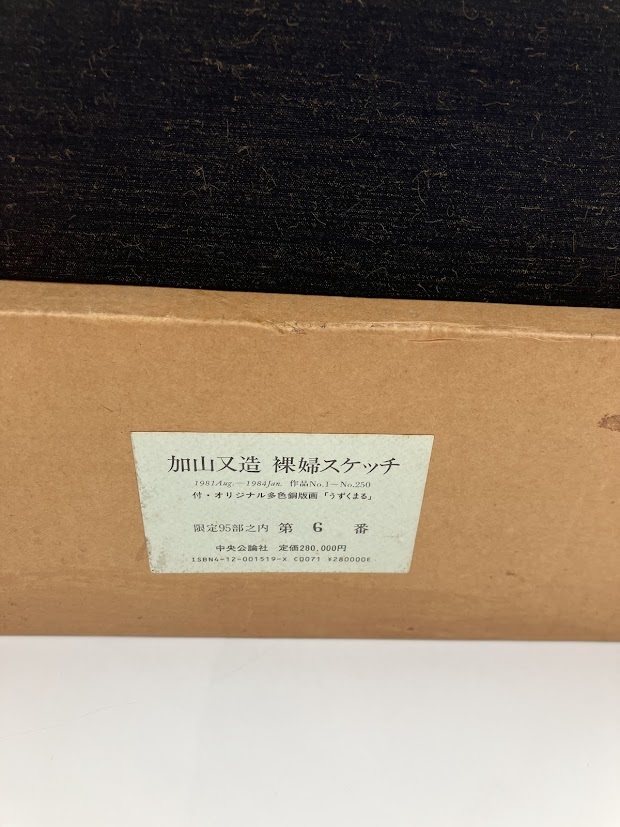 加山又造 裸婦スケッチ
1981Aug.—1984Jan. 作品No.1—No.250
付・オリジナル多色銅版画「うずくまる」
限定95部之内 第 6 番
中央公論社 定価280,000円
ISBN4-12-001519-X C0071 ¥280000E